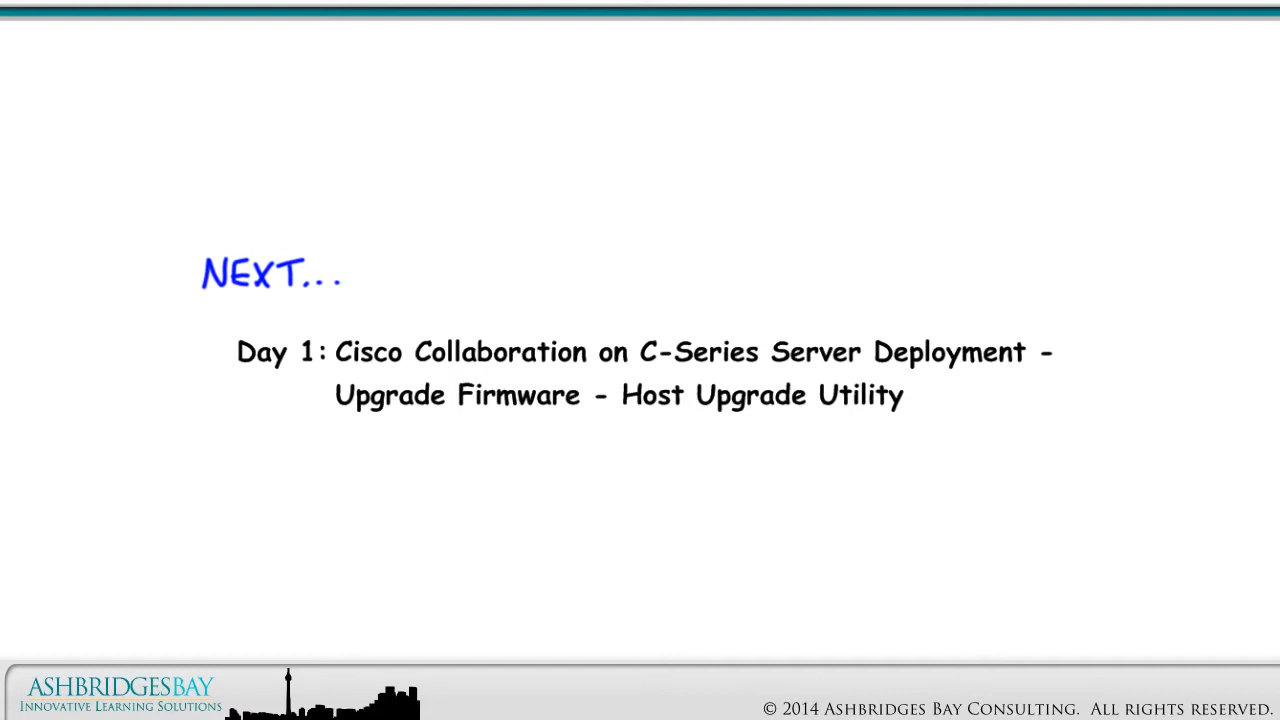 NEXT...
Day 1: Cisco Collaboration on C-Series Server Deployment -
Upgrade Firmware - Host Upgrade Utility
ASHBRIDGESBAY
INNOVATIVE LEARNING SOLUTIONS
© 2014 ASHBRIDGES BAY CONSULTING. ALL RIGHTS RESERVED.